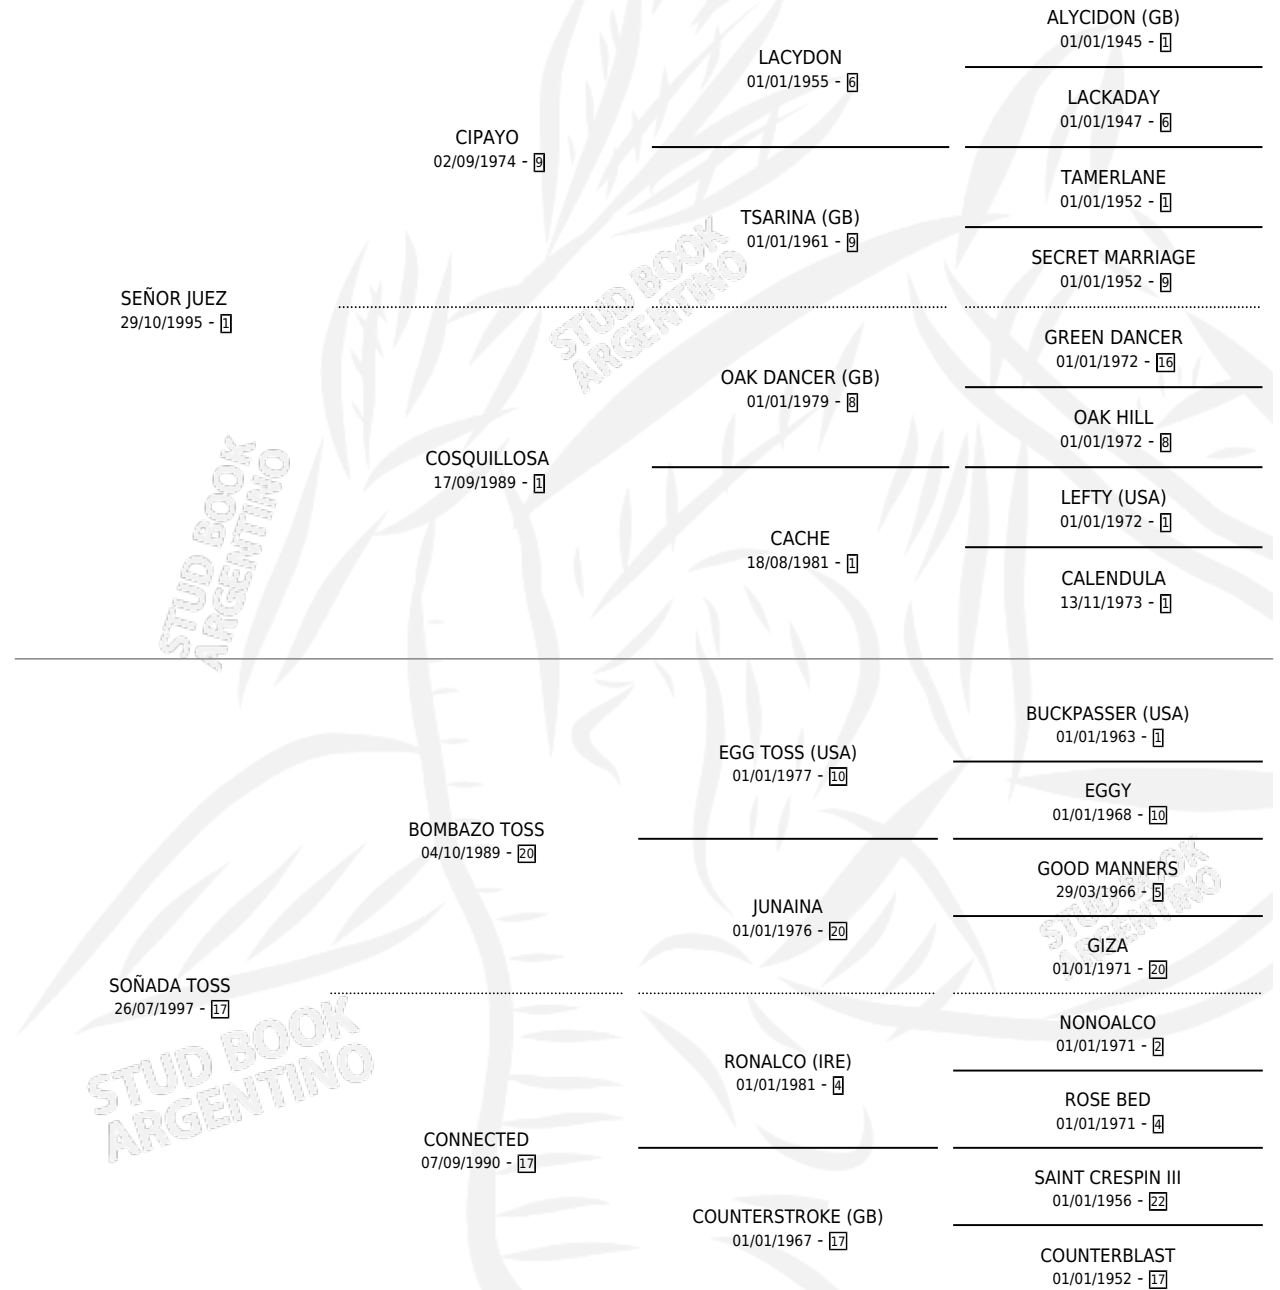 ALYCIDON (GB)
01/01/1945 - 1
LACYDON
01/01/1955 - 6
LACKADAY
01/01/1947 - 6
CIPAYO
02/09/1974 - 9
TAMERLANE
01/01/1952 - 1
TSARINA (GB)
01/01/1961 - 9
SECRET MARRIAGE
01/01/1952 - 9
SEÑOR JUEZ
29/10/1995 - 1
GREEN DANCER
01/01/1972 - 16
OAK DANCER (GB)
01/01/1979 - 8
OAK HILL
01/01/1972 - 8
COSQUILLOSA
17/09/1989 - 1
LEFTY (USA)
01/01/1972 - 1
CACHE
18/08/1981 - 1
CALENDULA
13/11/1973 - 1
BUCKPASSER (USA)
01/01/1963 - 1
EGG TOSS (USA)
01/01/1977 - 10
EGGY
01/01/1968 - 10
BOMBAZO TOSS
04/10/1989 - 20
GOOD MANNERS
29/03/1966 - 5
JUNAINA
01/01/1976 - 20
GIZA
01/01/1971 - 20
SOÑADA TOSS
26/07/1997 - 17
NONOALCO
01/01/1971 - 2
RONALCO (IRE)
01/01/1981 - 4
ROSE BED
01/01/1971 - 4
CONNECTED
07/09/1990 - 17
SAINT CRESPIN III
01/01/1956 - 22
COUNTERSTROKE (GB)
01/01/1967 - 17
COUNTERBLAST
01/01/1952 - 17
STUD BOOK
ARGENTINO
STUD BOOK
ARGENTINO
STUD BOOK
ARGENTINO
STUD BOOK
ARGENTINO